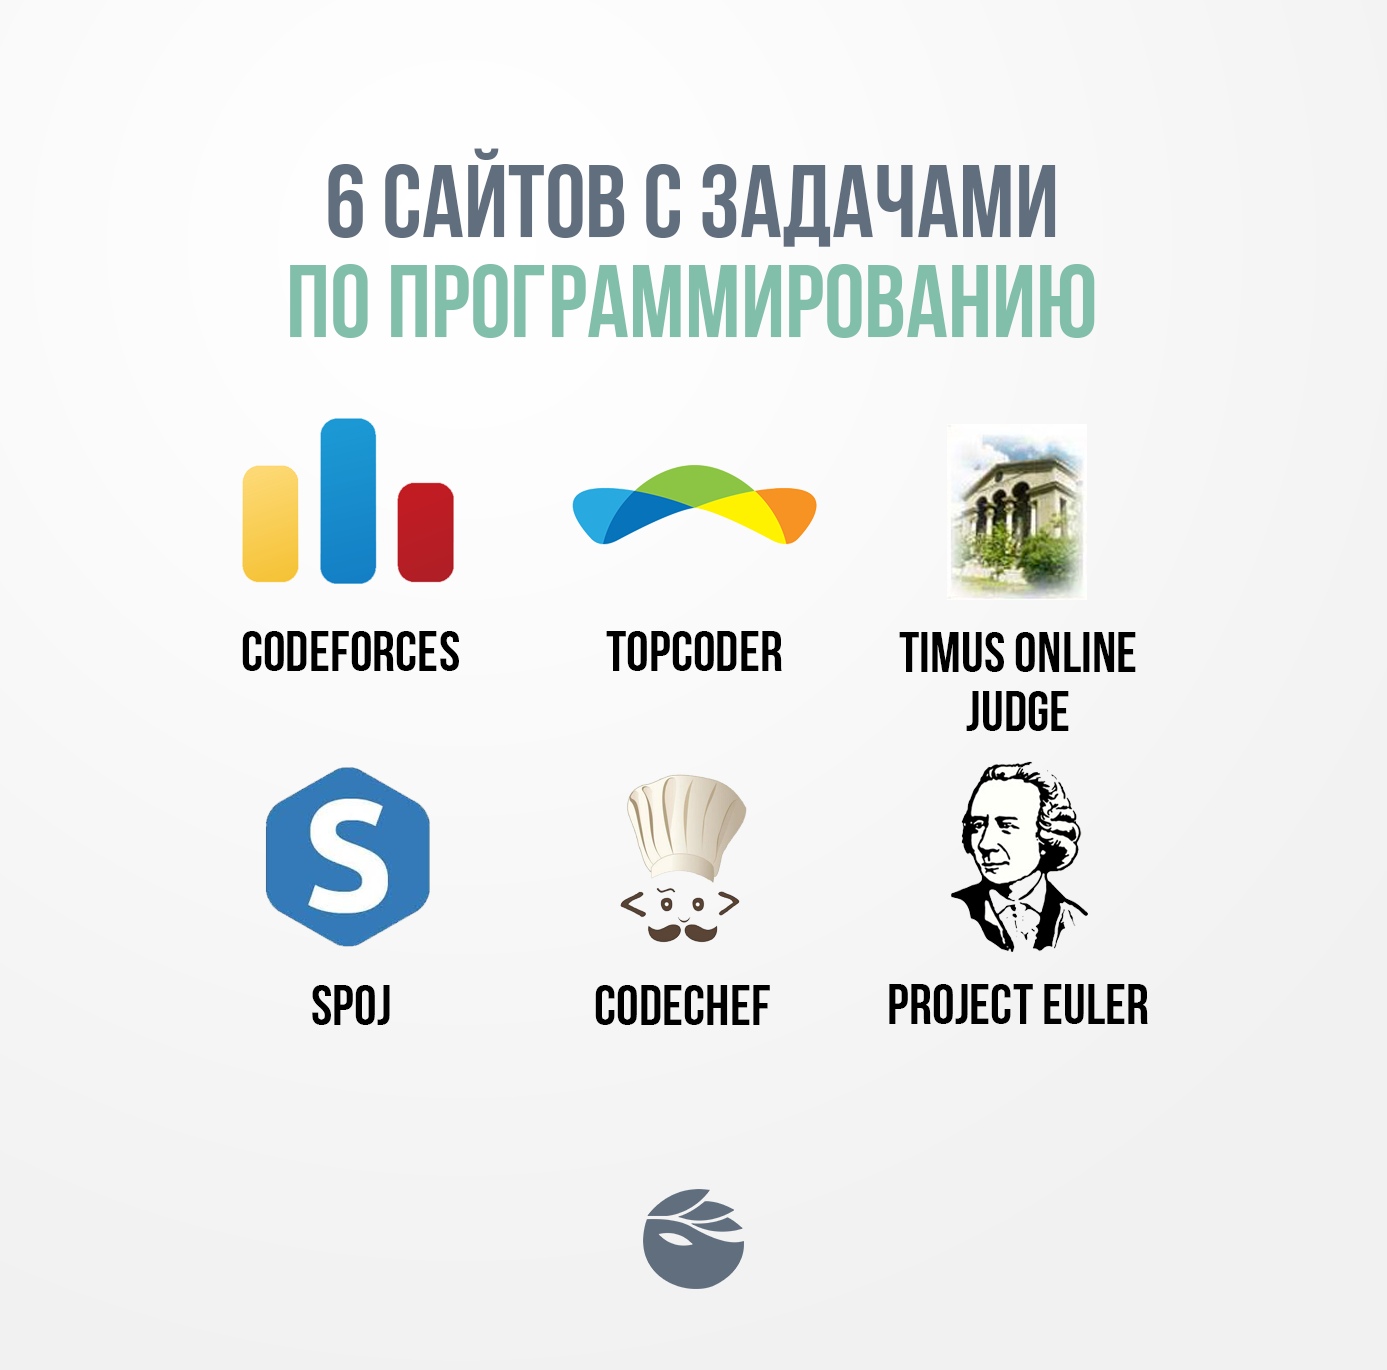 6 САЙТОВ С ЗАДАЧАМИ
ПО ПРОГРАММИРОВАНИЮ
CODEFORCES
TOPCODER
TIMUS ONLINE
JUDGE
S
SPOJ
CODECHEF
PROJECT EULER